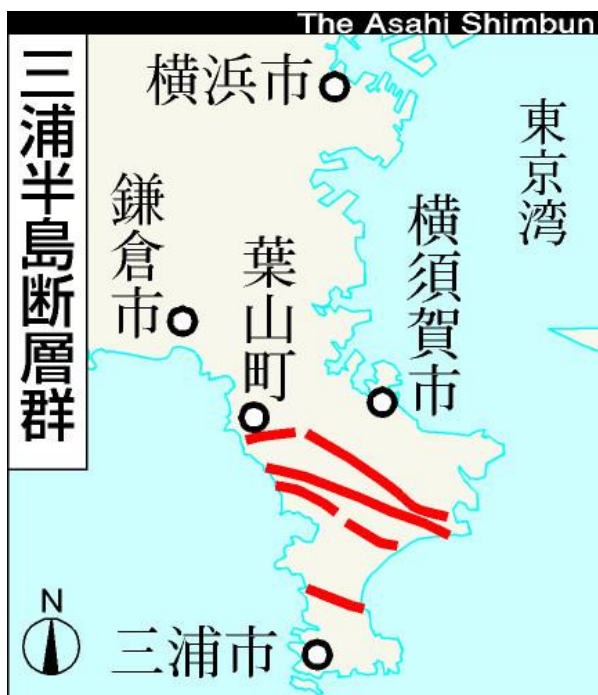 The Asahi Shimbun
三浦半島断層群
横浜市
東京湾
鎌倉市
葉山町
横須賀市
N
三浦市